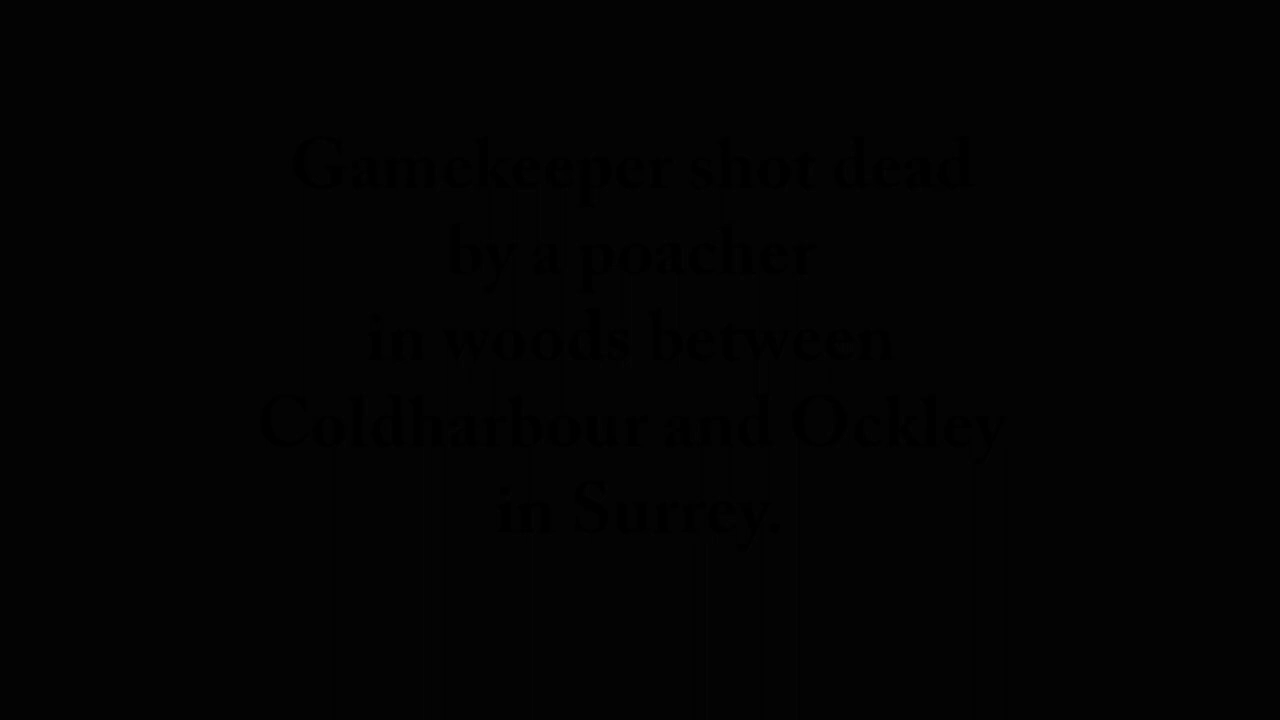 Gamekeeper shot dead
by a poacher
in woods between
Coldharbour and Ockley
in Surrey.